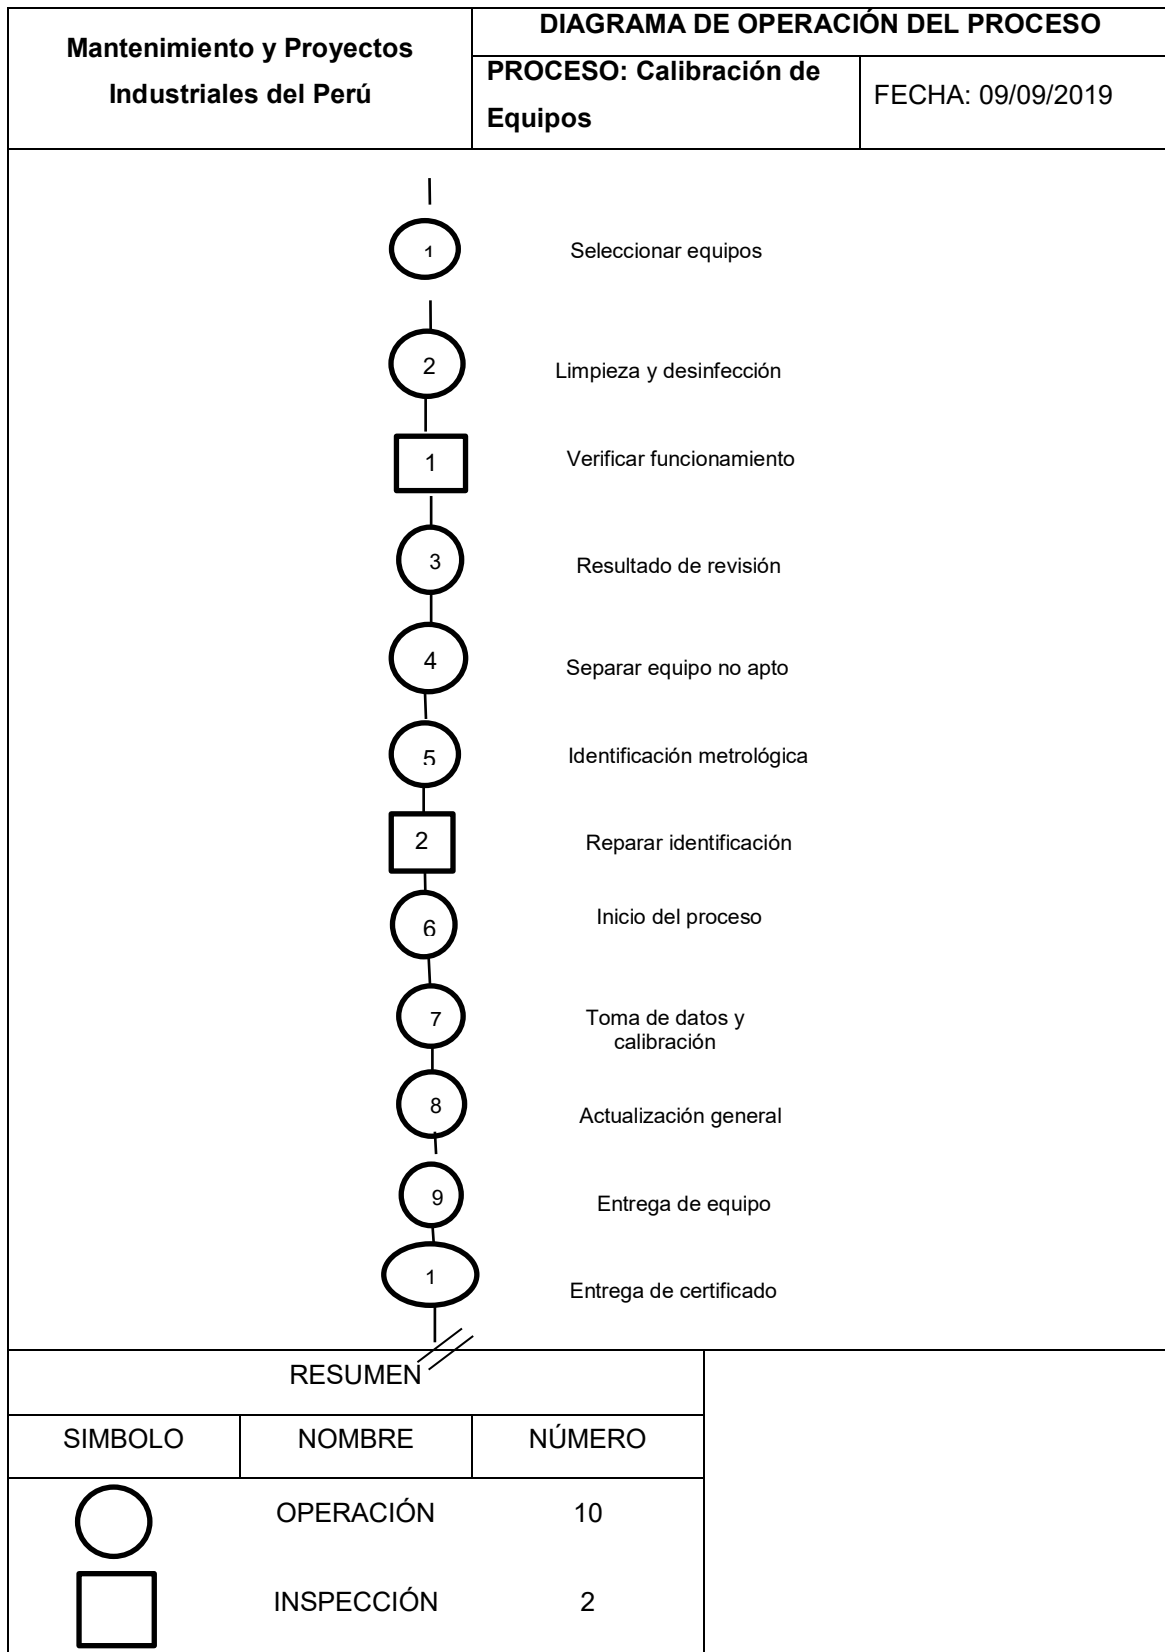 Mantenimiento y Proyectos
Industriales del Perú
DIAGRAMA DE OPERACIÓN DEL PROCESO
PROCESO: Calibración de
Equipos
FECHA: 09/09/2019
1
Seleccionar equipos
2
Limpieza y desinfección
1
Verificar funcionamiento
3
Resultado de revisión
4
Separar equipo no apto
5
Identificación metrológica
2
Reparar identificación
6
Inicio del proceso
7
Toma de datos y
calibración
8
Actualización general
9
Entrega de equipo
1
Entrega de certificado
RESUMEN
SIMBOLO
NOMBRE
NÚMERO
OPERACIÓN
10
INSPECCIÓN
2